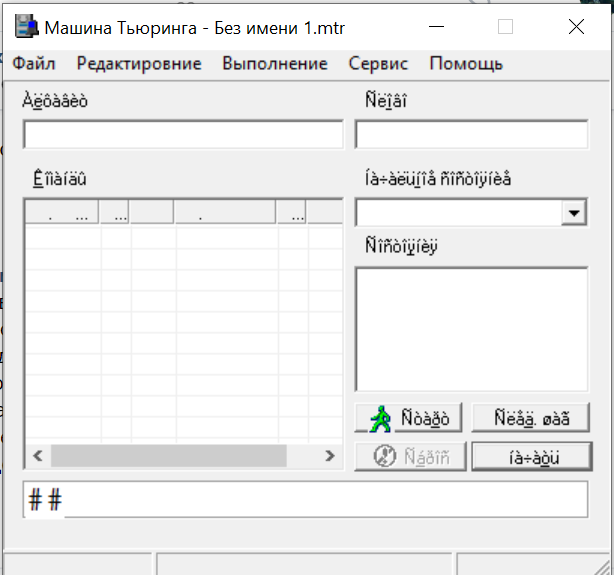 Машина Тьюринга - Без имени 1.mtr
Файл Редактировние Выполнение Сервис Помощь
Àëôàâèò Ñëîâî
Êîìàíäû Íà÷àëüíîå ñîñòîÿíèå
. ... ... . ...
Ñîñòîÿíèÿ
Ñòàðò Ñëåä. øàã
Ñáðîñ íà÷àòü
# #